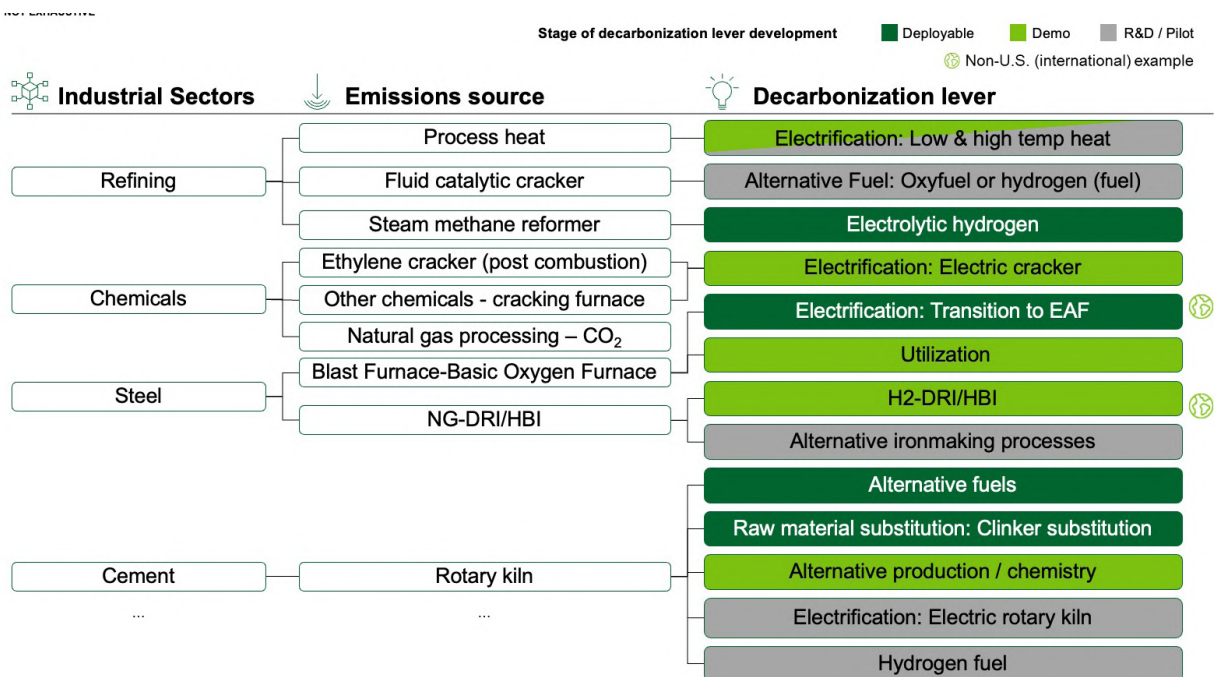 NOT EXHAUSTIVE
Stage of decarbonization lever development Deployable Demo R&D / Pilot
Non-U.S. (international) example
Industrial Sectors Emissions source Decarbonization lever
Process heat Electrification: Low & high temp heat
Refining Fluid catalytic cracker Alternative Fuel: Oxyfuel or hydrogen (fuel)
Steam methane reformer Electrolytic hydrogen
Ethylene cracker (post combustion) Electrification: Electric cracker
Chemicals Other chemicals - cracking furnace Electrification: Transition to EAF
Natural gas processing – CO₂
Utilization
Blast Furnace-Basic Oxygen Furnace
Steel H2-DRI/HBI
NG-DRI/HBI
Alternative ironmaking processes
Alternative fuels
Raw material substitution: Clinker substitution
Cement Rotary kiln Alternative production / chemistry
... ... Electrification: Electric rotary kiln
Hydrogen fuel